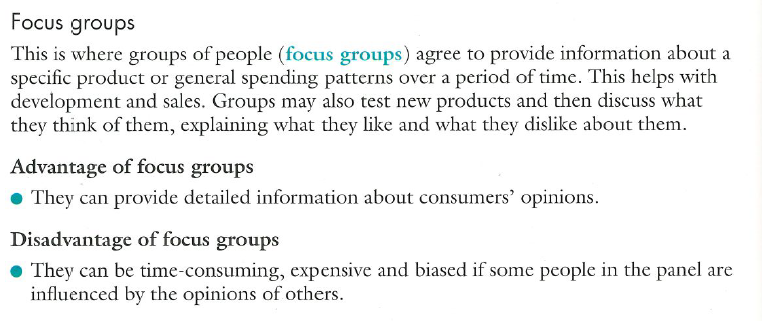 Focus groups
This is where groups of people (focus groups) agree to provide information about a
specific product or general spending patterns over a period of time. This helps with
development and sales. Groups may also test new products and then discuss what
they think of them, explaining what they like and what they dislike about them.
Advantage of focus groups
● They can provide detailed information about consumers' opinions.
Disadvantage of focus groups
● They can be time-consuming, expensive and biased if some people in the panel are
influenced by the opinions of others.